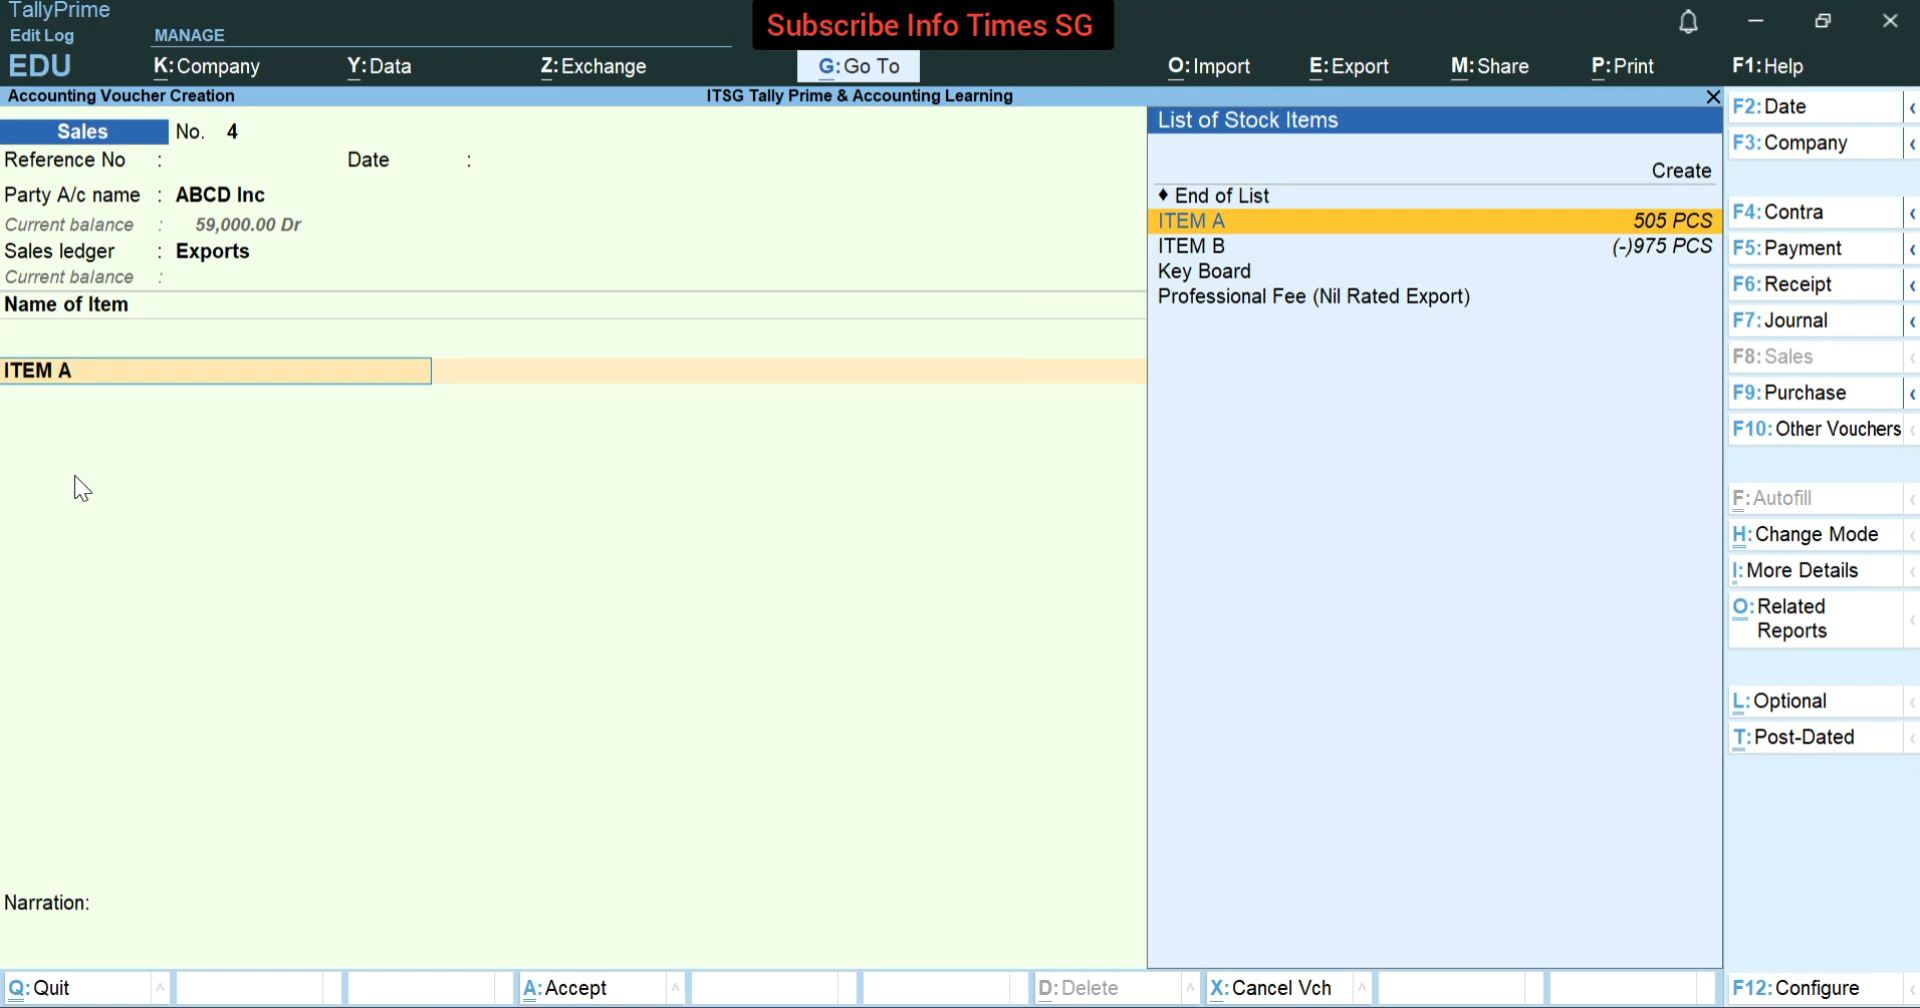 TallyPrime
Subscribe Info Times SG
Edit Log
MANAGE
EDU
K:Company
Y:Data
Z:Exchange
G:Go To
O:Import
E:Export
M:Share
P:Print
F1:Help
Accounting Voucher Creation
ITSG Tally Prime & Accounting Learning
Sales
No. 4
Reference No :
Date :
Party A/c name : ABCD Inc
Current balance : 59,000.00 Dr
Sales ledger : Exports
Current balance :
Name of Item
ITEM A
Narration:
List of Stock Items
Create
♦ End of List
ITEM A 505 PCS
ITEM B (-)975 PCS
Key Board
Professional Fee (Nil Rated Export)
F2:Date
F3:Company
F4:Contra
F5:Payment
F6:Receipt
F7:Journal
F8:Sales
F9:Purchase
F10:Other Vouchers
F:Autofill
H:Change Mode
I:More Details
O:Related
Reports
L:Optional
T:Post-Dated
Q:Quit
A:Accept
D:Delete
X:Cancel Vch
F12:Configure